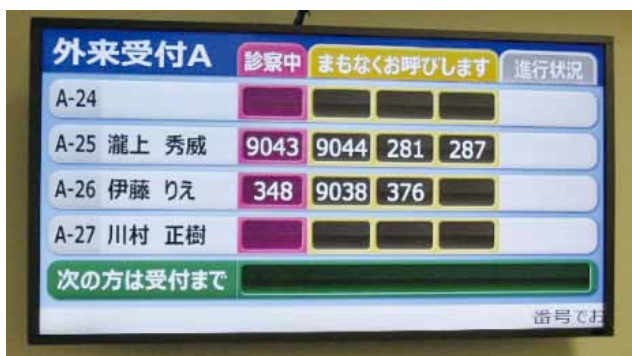 外来受付A 診察中 まもなくお呼びします 進行状況
A-24
A-25 瀧上 秀威 9043 9044 281 287
A-26 伊藤 りえ 348 9038 376
A-27 川村 正樹
次の方は受付まで
番号でお